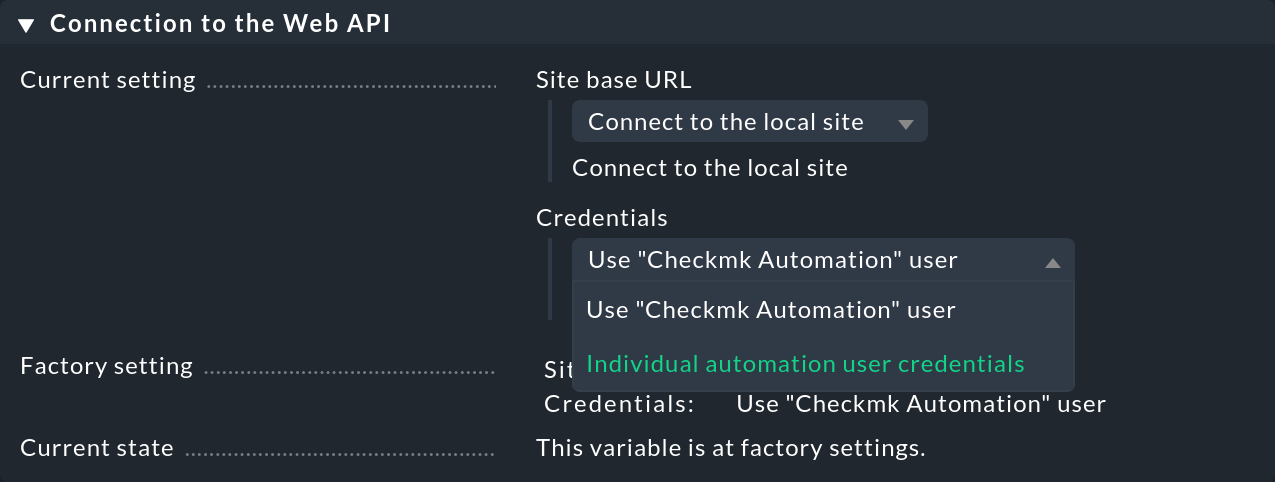 Connection to the Web API
Current setting
Site base URL
Connect to the local site
Connect to the local site
Credentials
Use "Checkmk Automation" user
Use "Checkmk Automation" user
Individual automation user credentials
Factory setting
Credentials: Use "Checkmk Automation" user
Current state
This variable is at factory settings.